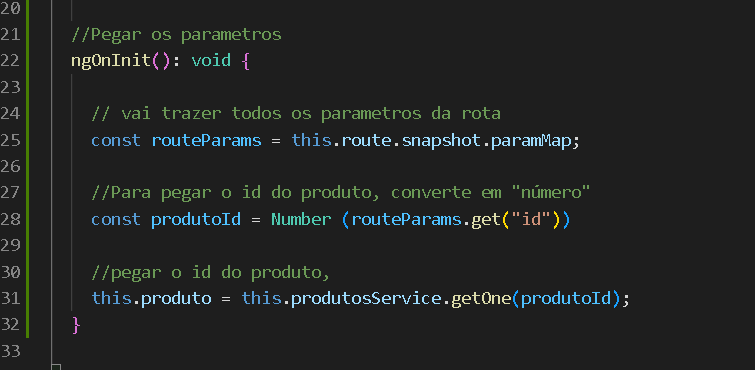 20
21 //Pegar os parametros
22 ngOnInit(): void {
23
24 // vai trazer todos os parametros da rota
25 const routeParams = this.route.snapshot.paramMap;
26
27 //Para pegar o id do produto, converte em "número"
28 const produtoId = Number (routeParams.get("id"))
29
30 //pegar o id do produto,
31 this.produto = this.produtosService.getOne(produtoId);
32 }
33